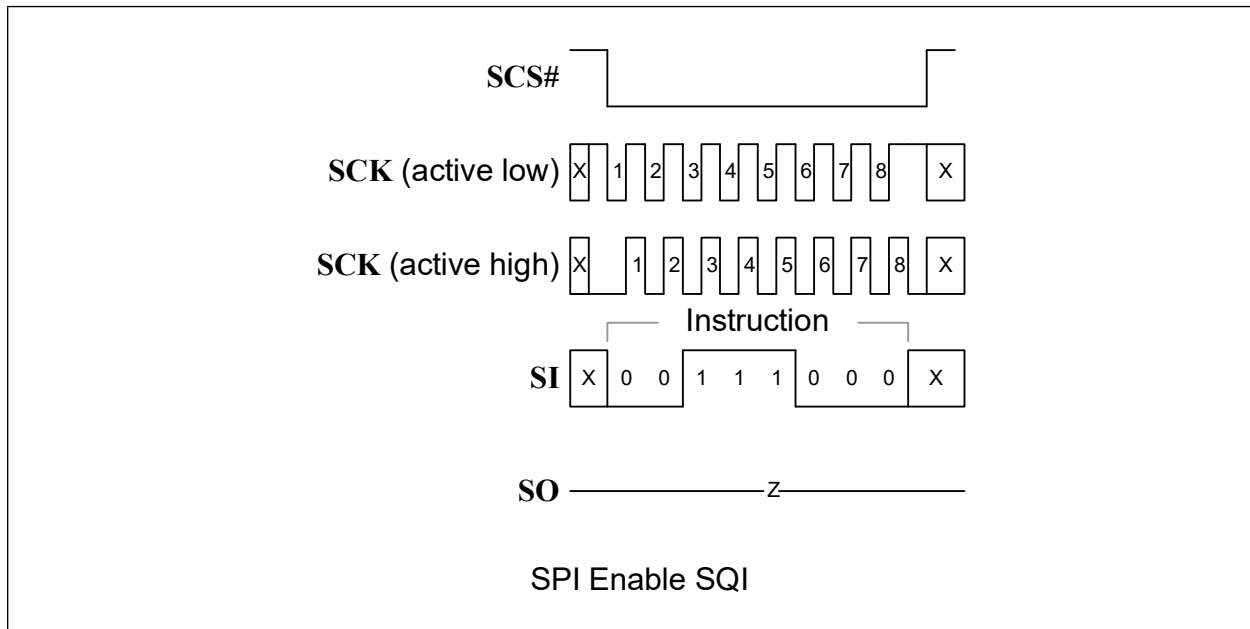 SCS#
SCK (active low) X 1 2 3 4 5 6 7 8 X
SCK (active high) X 1 2 3 4 5 6 7 8 X
Instruction
SI X 0 0 1 1 1 0 0 0 X
SO Z
SPI Enable SQI